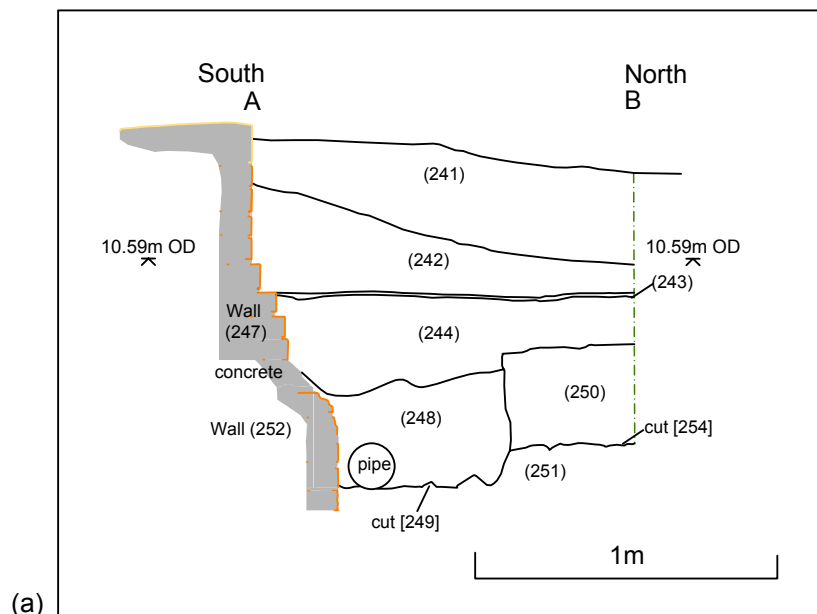 South
North
A
B
(241)
10.59m OD
10.59m OD
(242)
(243)
Wall
(247)
(244)
concrete
(250)
(248)
Wall (252)
cut [254]
pipe
(251)
cut [249]
1m
(a)